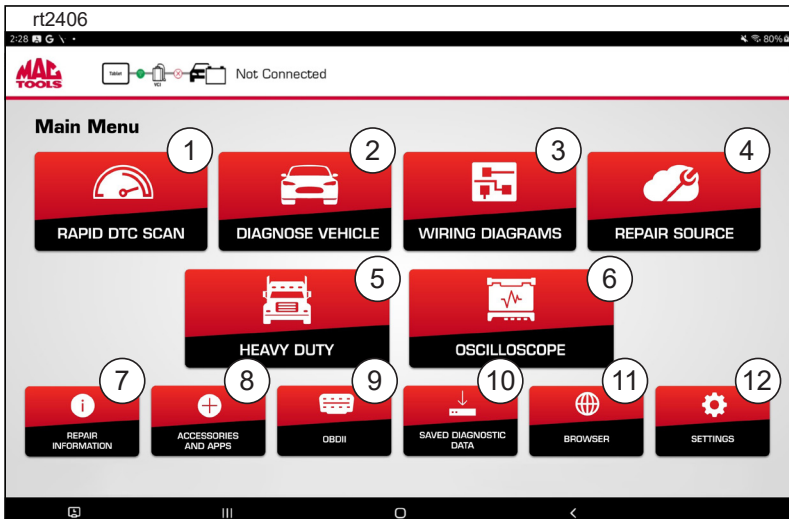 rt2406
2:28
80%
MAC
TOOLS
Tablet
VCI
Not Connected
Main Menu
1
2
3
4
RAPID DTC SCAN
DIAGNOSE VEHICLE
WIRING DIAGRAMS
REPAIR SOURCE
5
6
HEAVY DUTY
OSCILLOSCOPE
7
8
9
10
11
12
REPAIR
INFORMATION
ACCESSORIES
AND APPS
OBDII
SAVED DIAGNOSTIC
DATA
BROWSER
SETTINGS